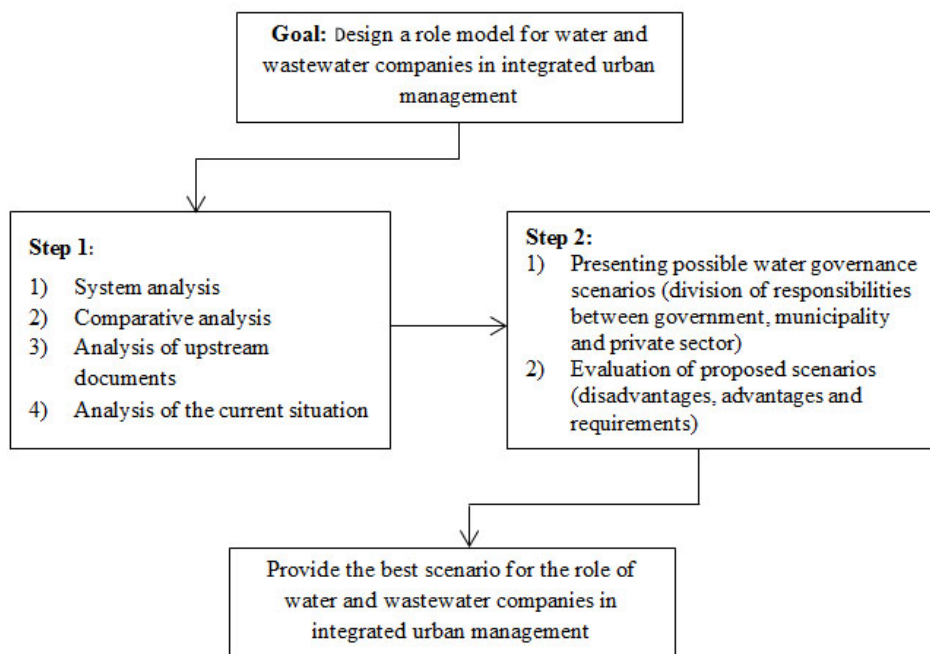 Goal: Design a role model for water and
wastewater companies in integrated urban
management
Step 1:
1) System analysis
2) Comparative analysis
3) Analysis of upstream
documents
4) Analysis of the current situation
Step 2:
1) Presenting possible water governance
scenarios (division of responsibilities
between government, municipality
and private sector)
2) Evaluation of proposed scenarios
(disadvantages, advantages and
requirements)
Provide the best scenario for the role of
water and wastewater companies in
integrated urban management